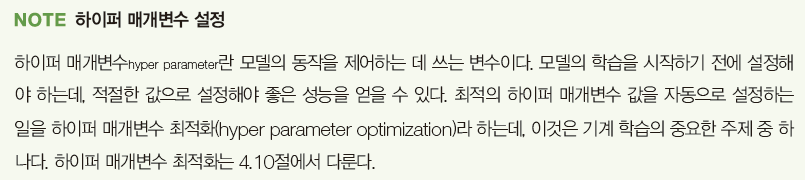 NOTE 하이퍼 매개변수 설정
하이퍼 매개변수hyper parameter란 모델의 동작을 제어하는 데 쓰는 변수이다. 모델의 학습을 시작하기 전에 설정해
야 하는데, 적절한 값으로 설정해야 좋은 성능을 얻을 수 있다. 최적의 하이퍼 매개변수 값을 자동으로 설정하는
일을 하이퍼 매개변수 최적화(hyper parameter optimization)라 하는데, 이것은 기계 학습의 중요한 주제 중 하
나다. 하이퍼 매개변수 최적화는 4.10절에서 다룬다.